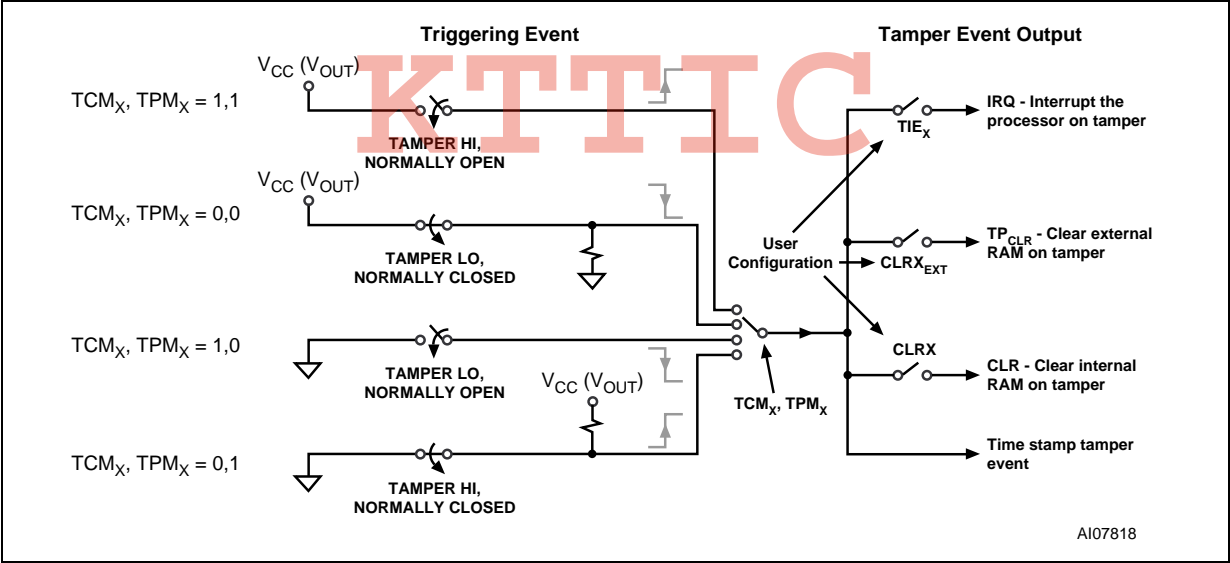 Triggering Event
Tamper Event Output
KTTIC
VCC (VOUT)
TCMX, TPMX = 1,1
TAMPER HI,
NORMALLY OPEN
TIEX
IRQ - Interrupt the
processor on tamper
VCC (VOUT)
TCMX, TPMX = 0,0
TAMPER LO,
NORMALLY CLOSED
User
Configuration
CLRXEXT
TPCLR - Clear external
RAM on tamper
TCMX, TPMX = 1,0
TAMPER LO,
NORMALLY OPEN
VCC (VOUT)
TCMX, TPMX
CLRX
CLR - Clear internal
RAM on tamper
TCMX, TPMX = 0,1
TAMPER HI,
NORMALLY CLOSED
Time stamp tamper
event
AI07818